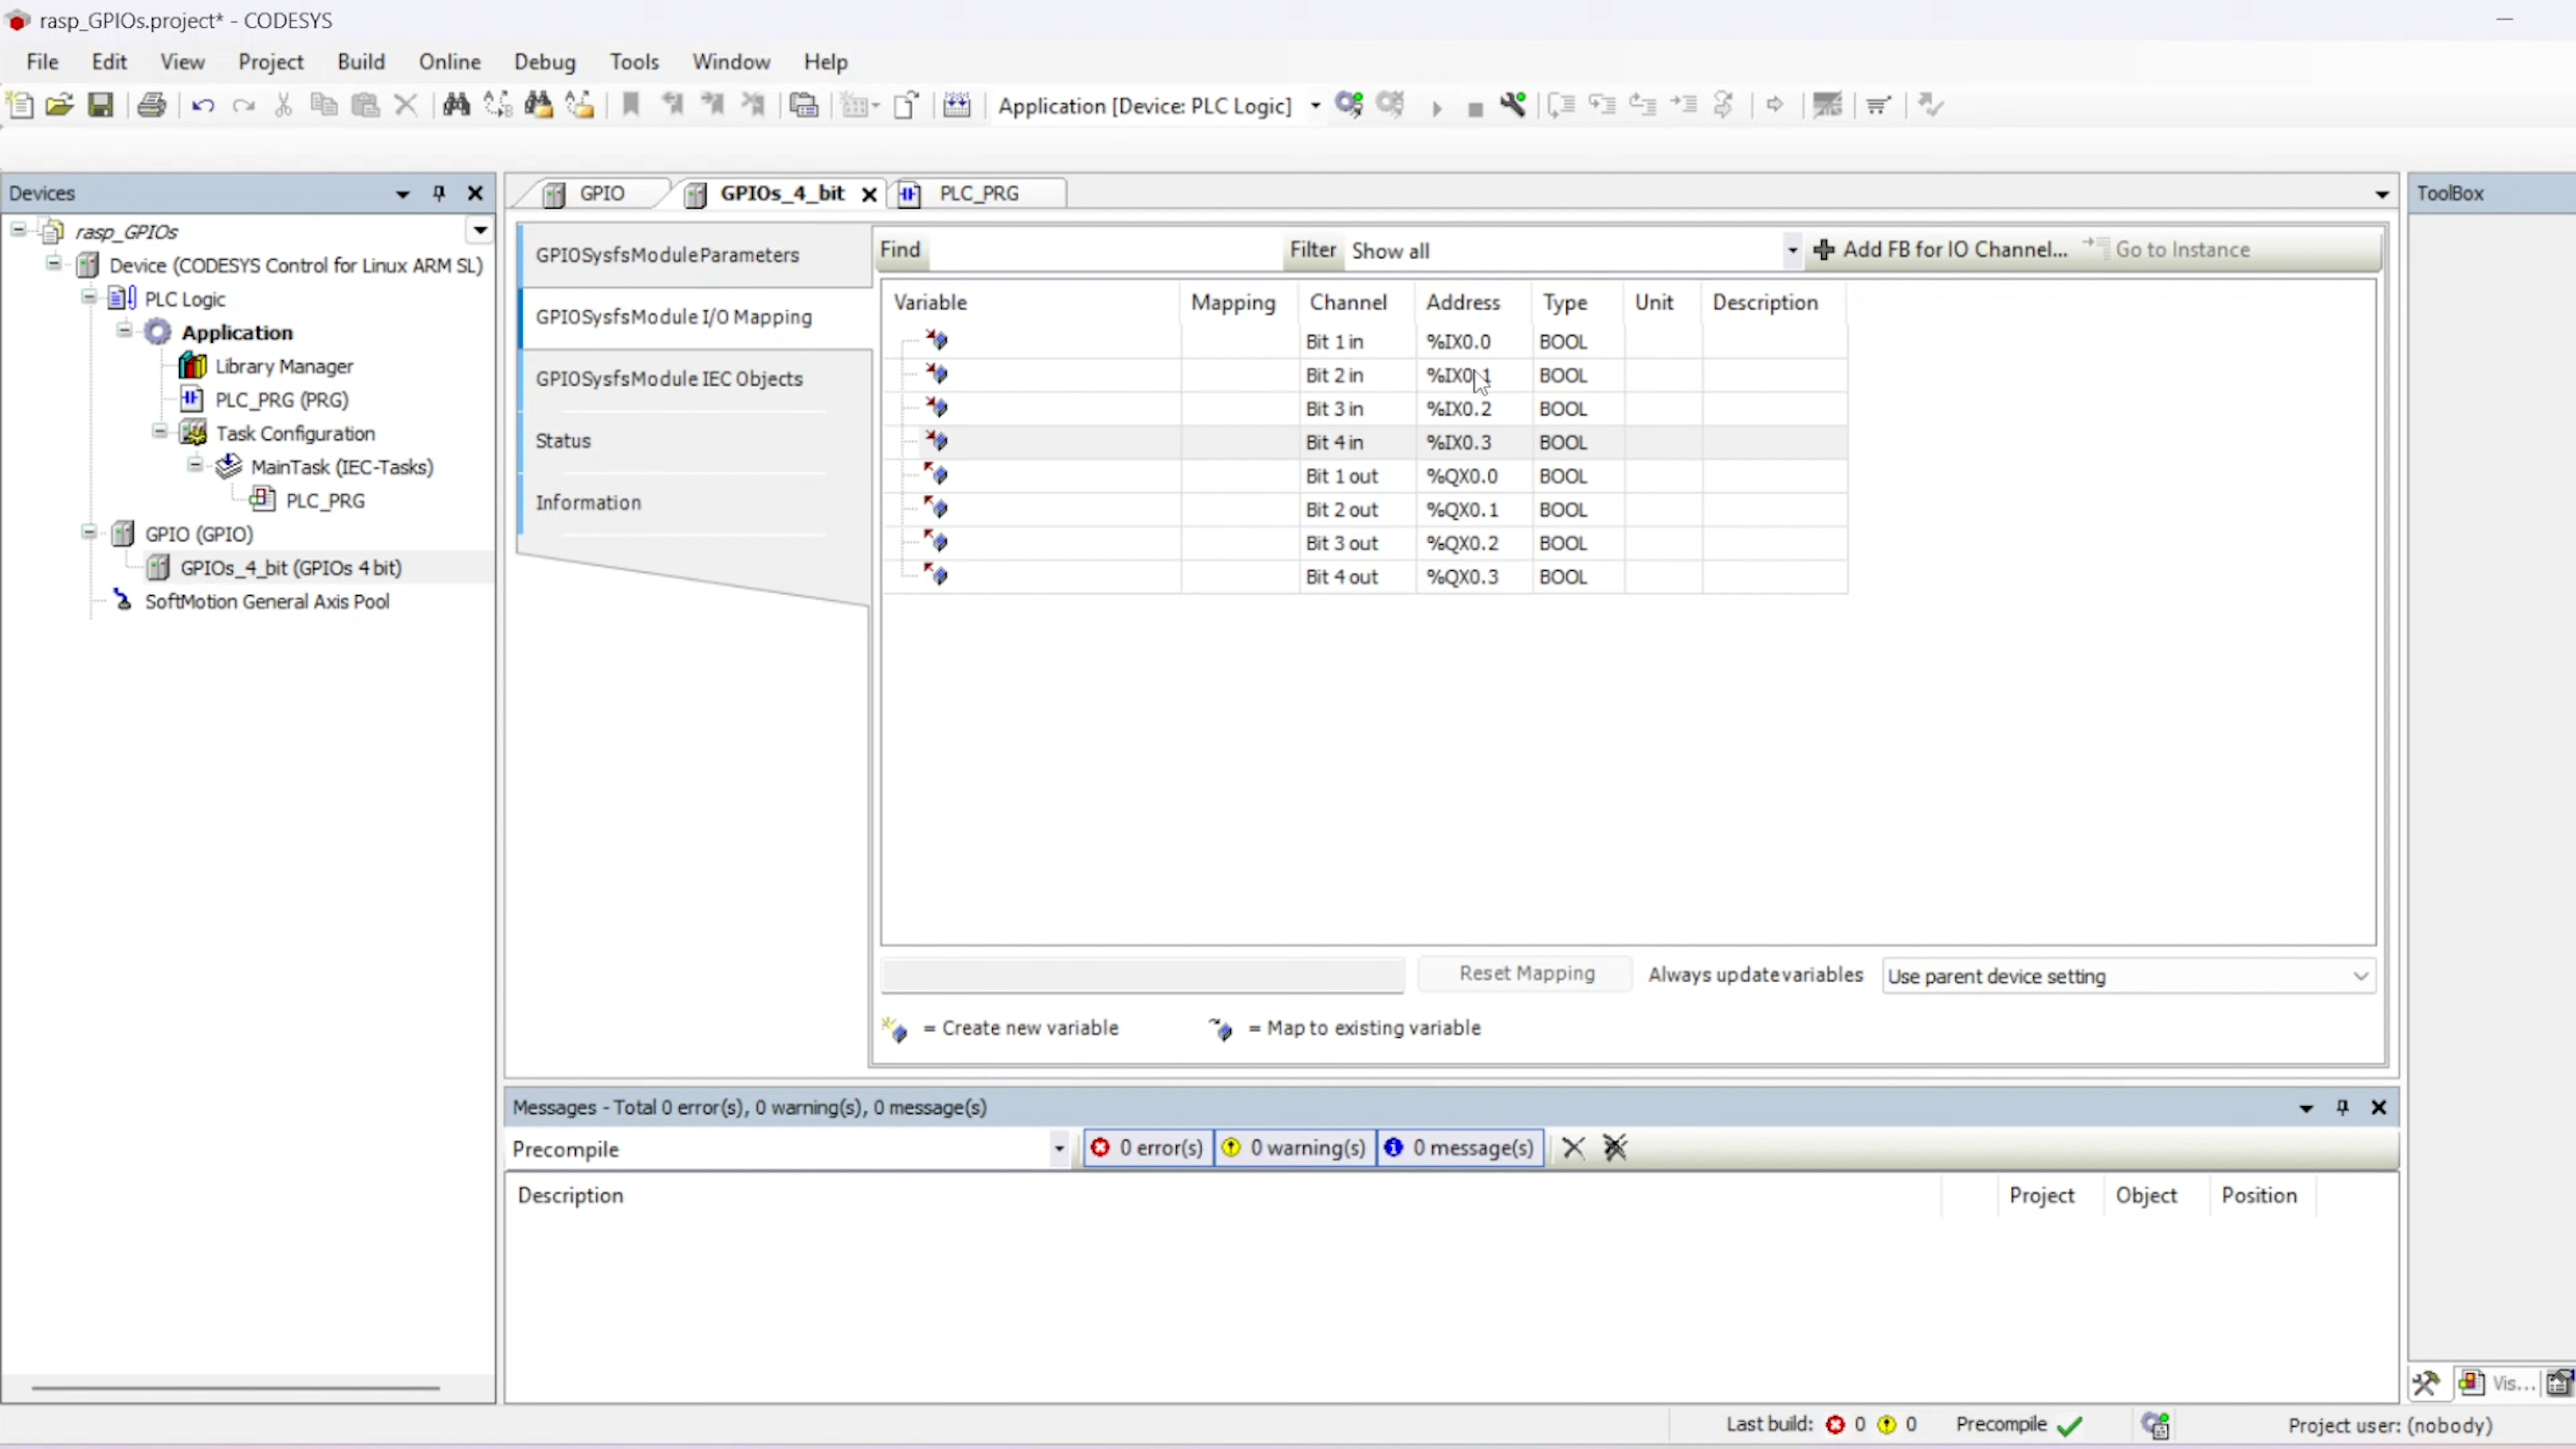 rasp_GPIOs.project* - CODESYS
File Edit View Project Build Online Debug Tools Window Help
Application [Device: PLC Logic]
Devices
rasp_GPIOs
Device (CODESYS Control for Linux ARM SL)
PLC Logic
Application
Library Manager
PLC_PRG (PRG)
Task Configuration
MainTask (IEC-Tasks)
PLC_PRG
GPIO (GPIO)
GPIOs_4_bit (GPIOs 4 bit)
SoftMotion General Axis Pool
GPIO GPIOs_4_bit PLC_PRG
GPIOSysfsModule Parameters
GPIOSysfsModule I/O Mapping
GPIOSysfsModule IEC Objects
Status
Information
Find Filter Show all Add FB for IO Channel... Go to Instance
Variable Mapping Channel Address Type Unit Description
Bit 1 in %IX0.0 BOOL
Bit 2 in %IX0.1 BOOL
Bit 3 in %IX0.2 BOOL
Bit 4 in %IX0.3 BOOL
Bit 1 out %QX0.0 BOOL
Bit 2 out %QX0.1 BOOL
Bit 3 out %QX0.2 BOOL
Bit 4 out %QX0.3 BOOL
Reset Mapping Always update variables Use parent device setting
= Create new variable = Map to existing variable
Messages - Total 0 error(s), 0 warning(s), 0 message(s)
Precompile 0 error(s) 0 warning(s) 0 message(s)
Description Project Object Position
ToolBox
Vis...
Last build: 0 0 Precompile Project user: (nobody)